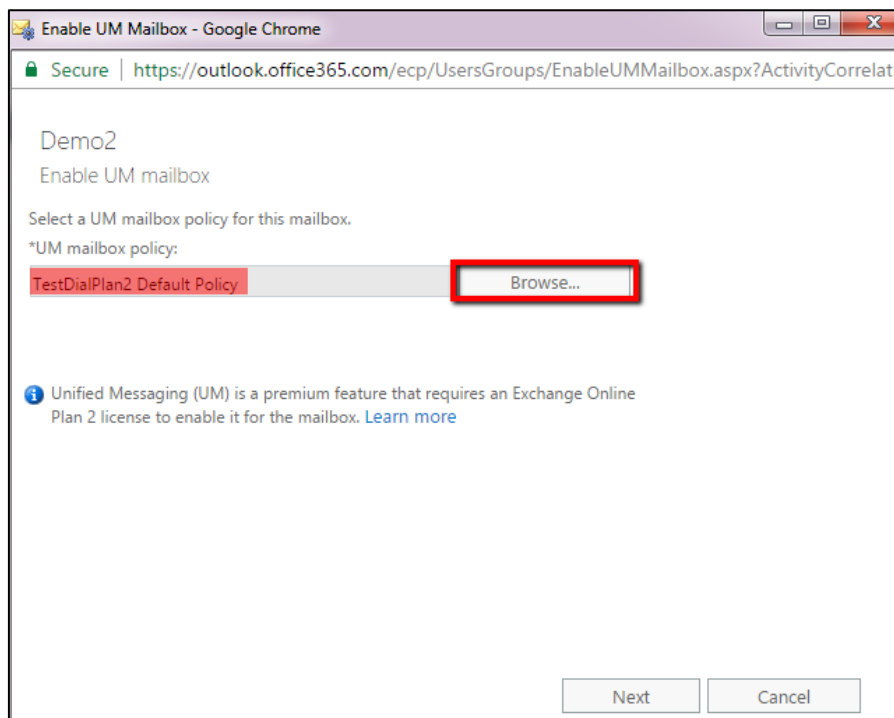 Enable UM Mailbox - Google Chrome
Secure | https://outlook.office365.com/ecp/UsersGroups/EnableUMMailbox.aspx?ActivityCorrelat
Demo2
Enable UM mailbox
Select a UM mailbox policy for this mailbox.
*UM mailbox policy:
TestDialPlan2 Default Policy Browse...
Unified Messaging (UM) is a premium feature that requires an Exchange Online
Plan 2 license to enable it for the mailbox. Learn more
Next Cancel